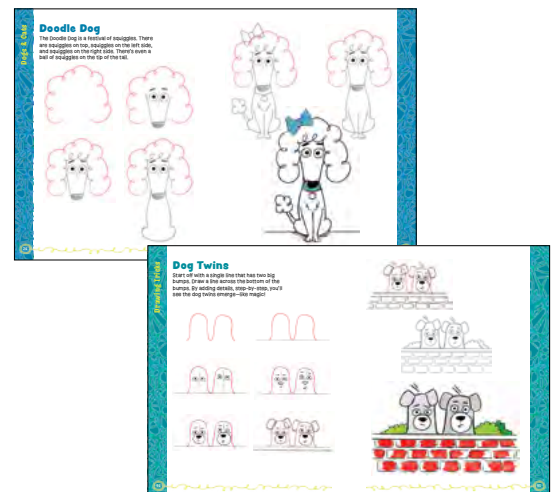 Dogs & Cats
Doodle Dog
The Doodle Dog is a festival of squiggles. There
are squiggles on top, squiggles on the left side,
and squiggles on the right side. There's even a
ball of squiggles on the tip of the tail.
Drawing Tricks
Dog Twins
Start off with a single line that has two big
bumps. Draw a line across the bottom of the
bumps. By adding details, step-by-step, you'll
see the dog twins emerge—like magic!